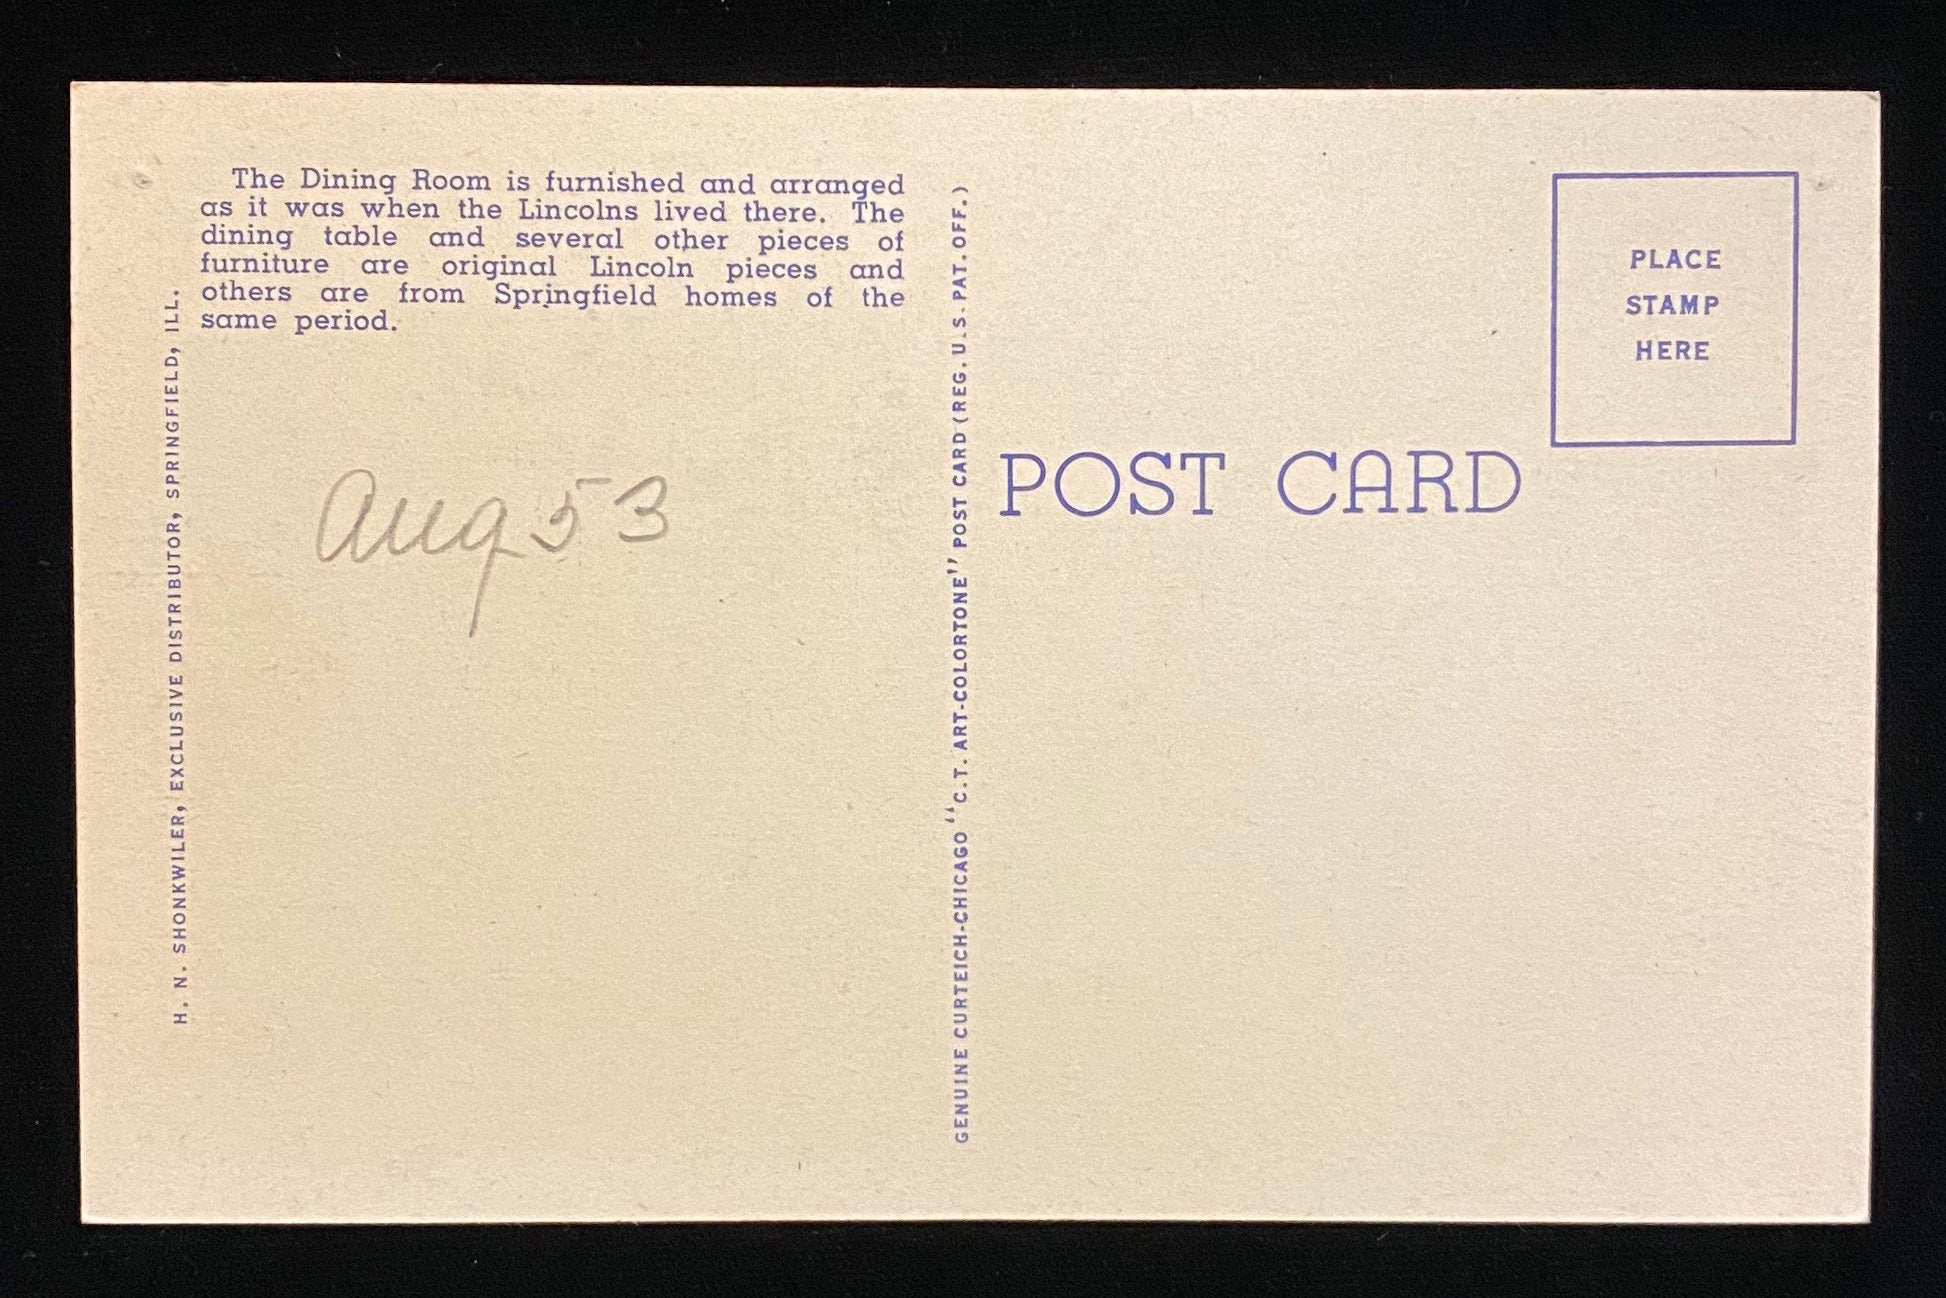 The Dining Room is furnished and arranged
as it was when the Lincolns lived there. The
dining table and several other pieces of
furniture are original Lincoln pieces and
others are from Springfield homes of the
same period.
H. N. SHONKWILER, EXCLUSIVE DISTRIBUTOR, SPRINGFIELD, ILL.
Aug 53
GENUINE CURTEICH-CHICAGO "C.T. ART-COLORTONE" POST CARD (REG. U.S. PAT. OFF.)
POST CARD
PLACE
STAMP
HERE